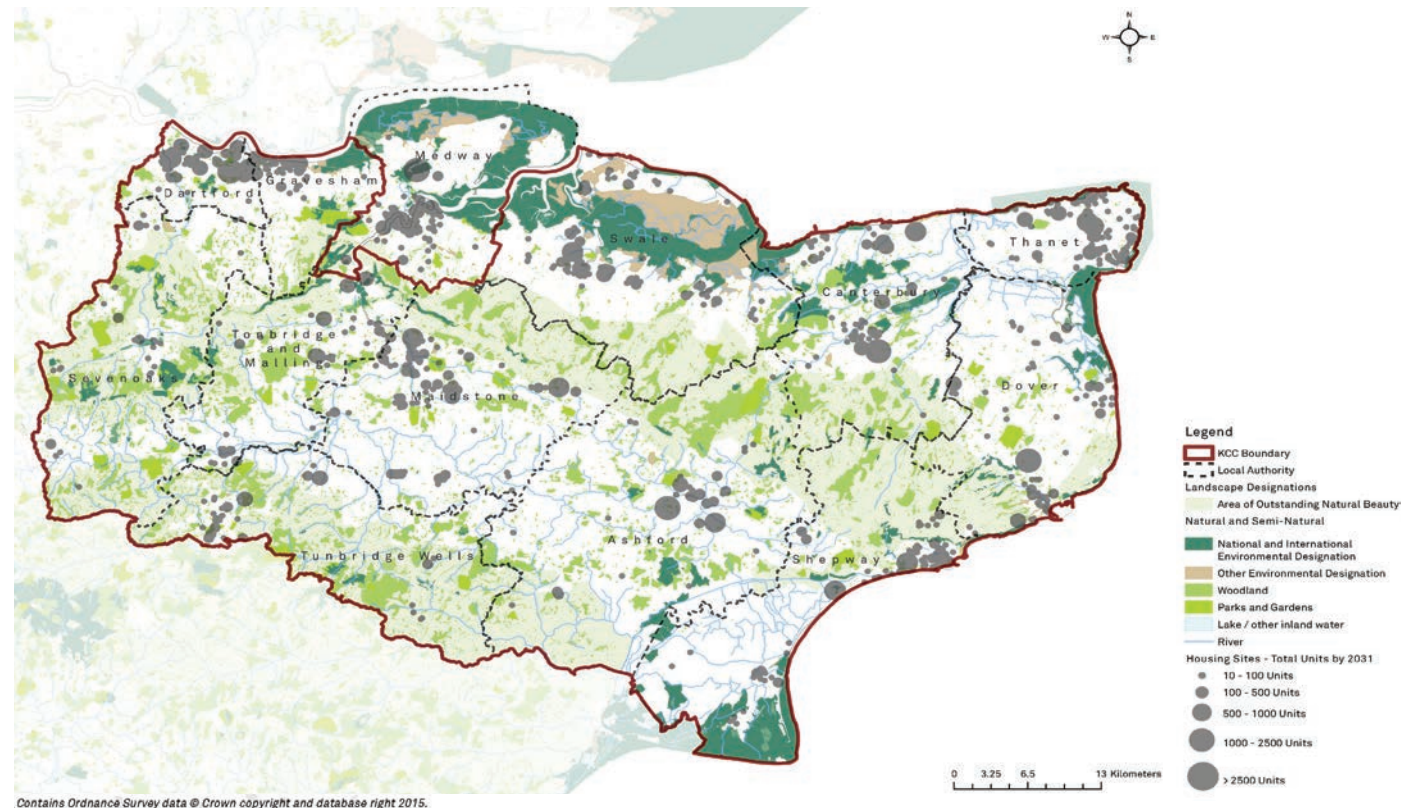 N
W E
S
Medway
Gravesham
Dartford
Swale
Thanet
Canterbury
Tonbridge
and
Malling
Sevenoaks
Maidstone
Dover
Ashford
Tunbridge Wells
Shepway
Legend
KCC Boundary
Local Authority
Landscape Designations
Area of Outstanding Natural Beauty
Natural and Semi-Natural
National and International
Environmental Designation
Other Environmental Designation
Woodland
Parks and Gardens
Lake / other inland water
River
Housing Sites - Total Units by 2031
10 - 100 Units
100 - 500 Units
500 - 1000 Units
1000 - 2500 Units
> 2500 Units
0 3.25 6.5 13 Kilometers
Contains Ordnance Survey data © Crown copyright and database right 2015.